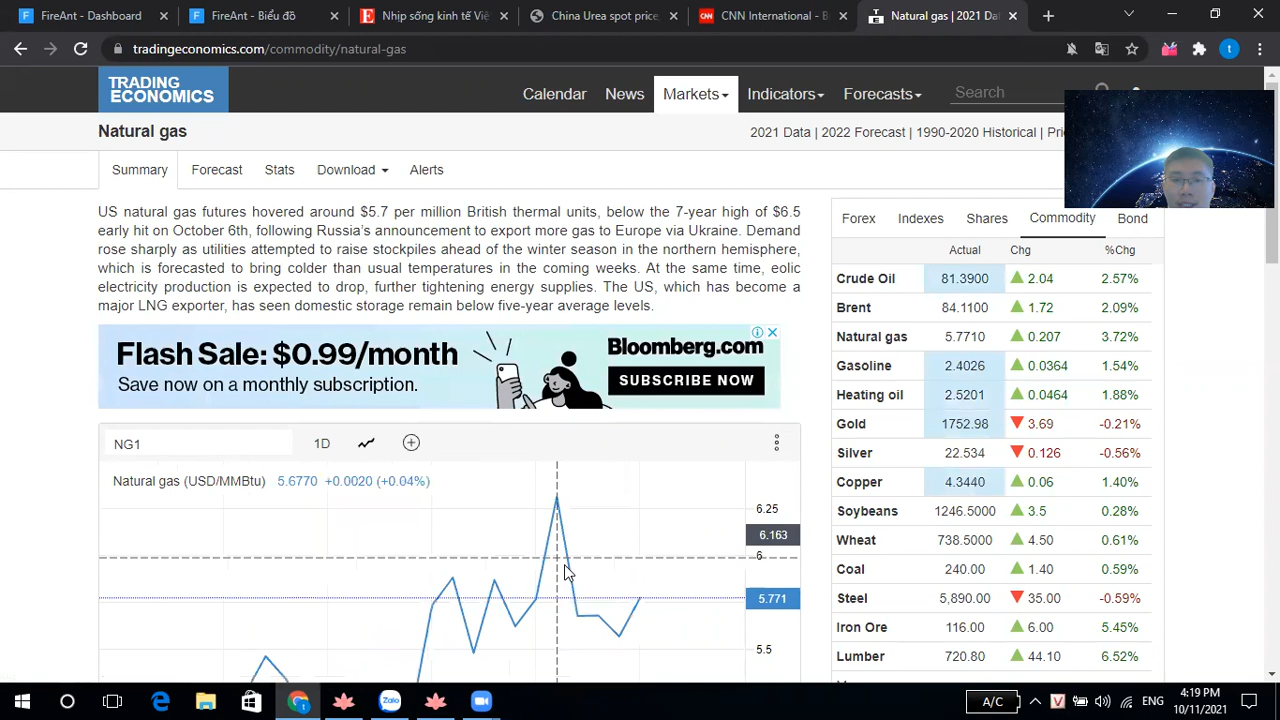 FireAnt - Dashboard
FireAnt - Biểu đồ
Nhịp sống kinh tế Việ
China Urea spot price,
CNN International - B
Natural gas | 2021 Dat
tradingeconomics.com/commodity/natural-gas
t
TRADING
ECONOMICS
Calendar
News
Markets
Indicators
Forecasts
Search
Natural gas
2021 Data | 2022 Forecast | 1990-2020 Historical | Pri
Summary
Forecast
Stats
Download
Alerts
US natural gas futures hovered around $5.7 per million British thermal units, below the 7-year high of $6.5
early hit on October 6th, following Russia's announcement to export more gas to Europe via Ukraine. Demand
rose sharply as utilities attempted to raise stockpiles ahead of the winter season in the northern hemisphere,
which is forecasted to bring colder than usual temperatures in the coming weeks. At the same time, eolic
electricity production is expected to drop, further tightening energy supplies. The US, which has become a
major LNG exporter, has seen domestic storage remain below five-year average levels.
Flash Sale: $0.99/month
Save now on a monthly subscription.
Bloomberg.com
SUBSCRIBE NOW
NG1
1D
Natural gas (USD/MMBtu) 5.6770 +0.0020 (+0.04%)
6.25
6.163
6
5.771
5.5
Forex Indexes Shares Commodity Bond
Actual Chg %Chg
Crude Oil 81.3900 2.04 2.57%
Brent 84.1100 1.72 2.09%
Natural gas 5.7710 0.207 3.72%
Gasoline 2.4026 0.0364 1.54%
Heating oil 2.5201 0.0464 1.88%
Gold 1752.98 3.69 -0.21%
Silver 22.534 0.126 -0.56%
Copper 4.3440 0.06 1.40%
Soybeans 1246.5000 3.5 0.28%
Wheat 738.5000 4.50 0.61%
Coal 240.00 1.40 0.59%
Steel 5,890.00 35.00 -0.59%
Iron Ore 116.00 6.00 5.45%
Lumber 720.80 44.10 6.52%
Zalo
A/C
V
ENG
4:19 PM
10/11/2021